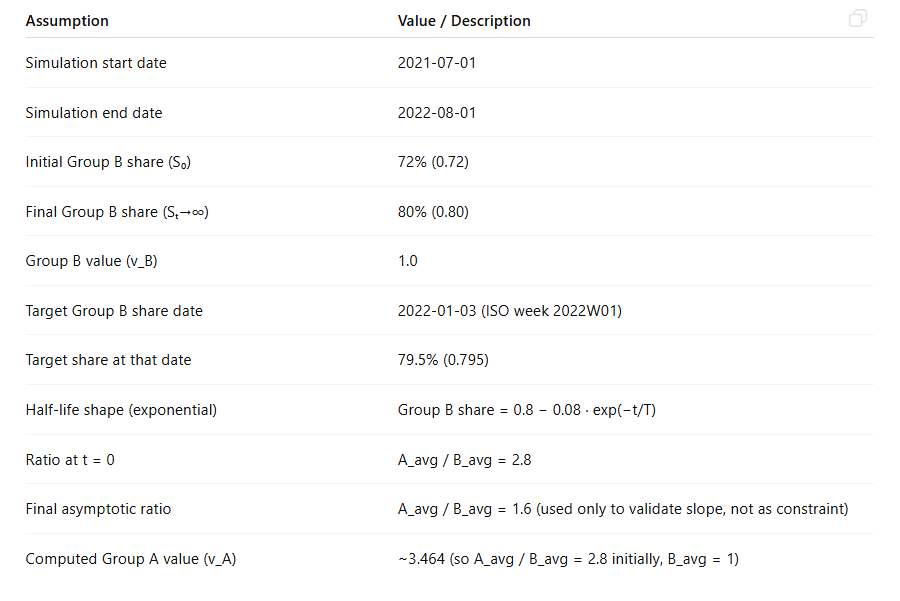 Assumption Value / Description
Simulation start date 2021-07-01
Simulation end date 2022-08-01
Initial Group B share (S₀) 72% (0.72)
Final Group B share (Sₜ→∞) 80% (0.80)
Group B value (v_B) 1.0
Target Group B share date 2022-01-03 (ISO week 2022W01)
Target share at that date 79.5% (0.795)
Half-life shape (exponential) Group B share = 0.8 − 0.08 · exp(−t/T)
Ratio at t = 0 A_avg / B_avg = 2.8
Final asymptotic ratio A_avg / B_avg = 1.6 (used only to validate slope, not as constraint)
Computed Group A value (v_A) ~3.464 (so A_avg / B_avg = 2.8 initially, B_avg = 1)